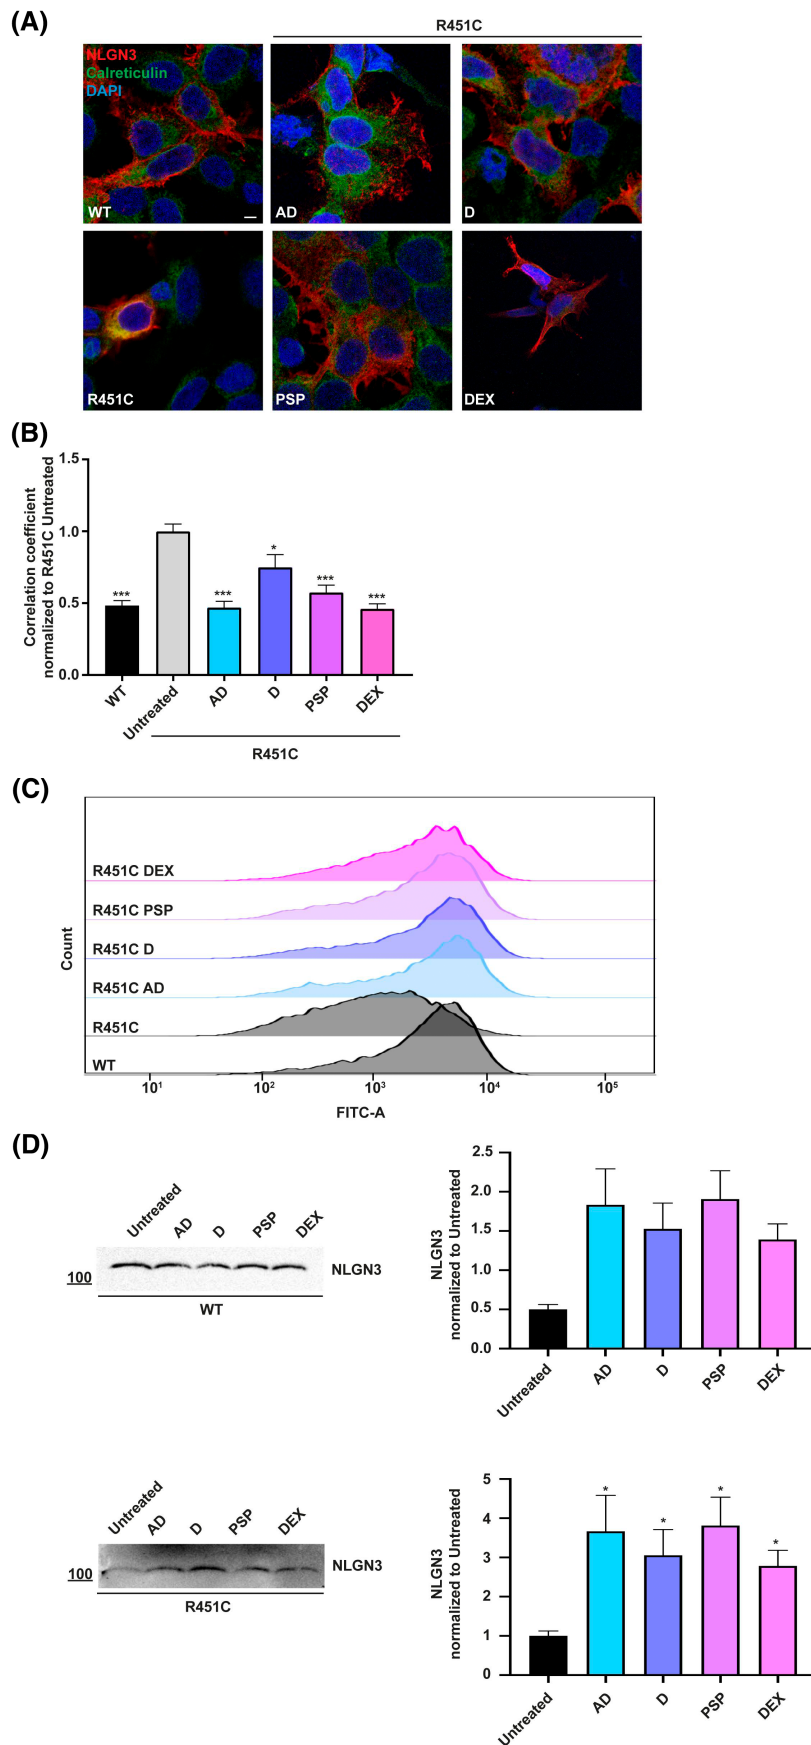 (A)
R451C
NLGN3
Calreticulin
DAPI
WT
AD
D
R451C
PSP
DEX
(B)
Correlation coefficient
normalized to R451C Untreated
1.5
1.0
0.5
0.0
***
***
*
***
***
WT
Untreated
AD
D
PSP
DEX
R451C
(C)
Count
R451C DEX
R451C PSP
R451C D
R451C AD
R451C
WT
10¹ 10² 10³ 10⁴ 10⁵
FITC-A
(D)
Untreated AD D PSP DEX
100
NLGN3
WT
NLGN3
normalized to Untreated
2.5
2.0
1.5
1.0
0.5
0.0
Untreated
AD
D
PSP
DEX
Untreated AD D PSP DEX
100
NLGN3
R451C
NLGN3
normalized to Untreated
5
4
3
2
1
0
*
*
*
*
Untreated
AD
D
PSP
DEX